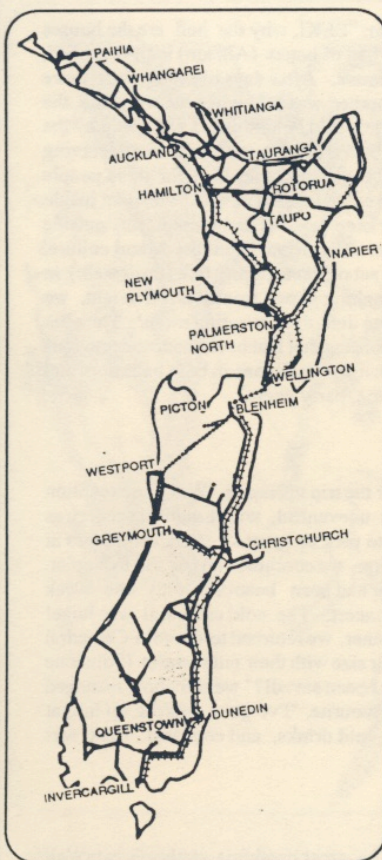 PAIHIA
WHANGAREI
WHITIANGA
AUCKLAND
TAURANGA
HAMILTON
ROTORUA
TAUPO
NAPIER
NEW
PLYMOUTH
PALMERSTON
NORTH
WELLINGTON
PICTON
BLENHEIM
WESTPORT
GREYMOUTH
CHRISTCHURCH
QUEENSTOWN
DUNEDIN
INVERCARGILL